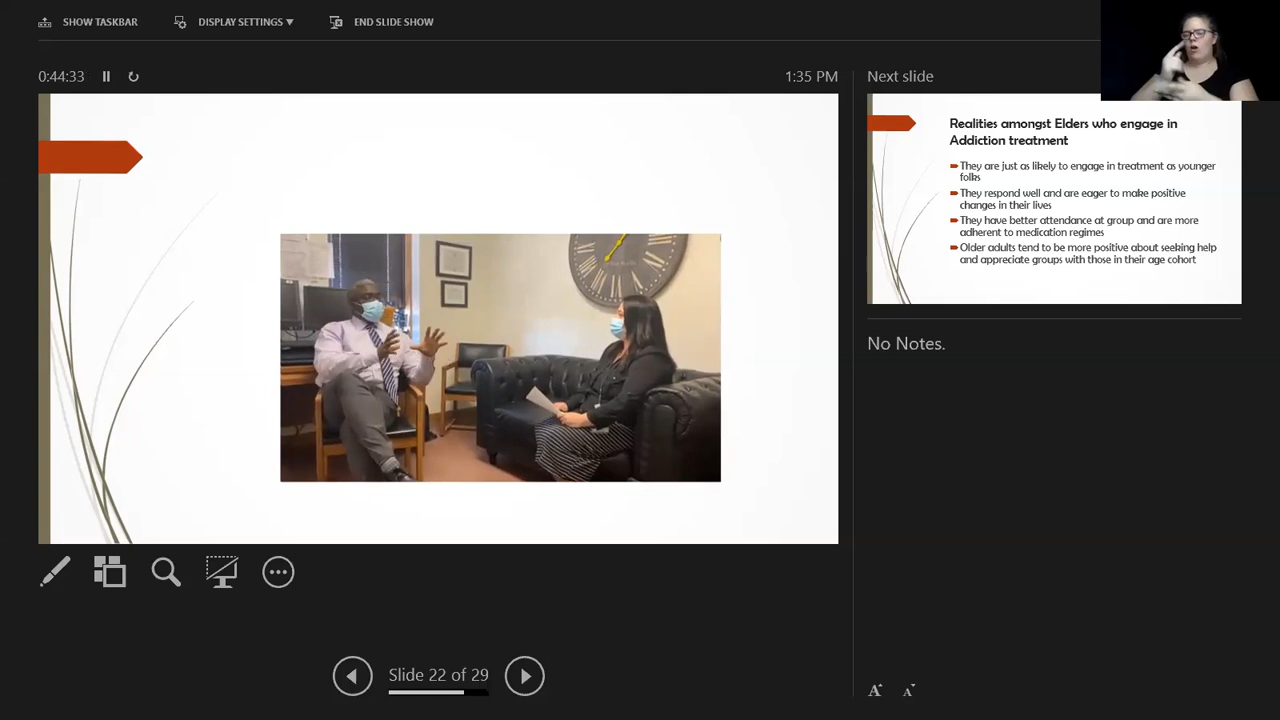 SHOW TASKBAR
DISPLAY SETTINGS ▼
END SLIDE SHOW
0:44:33
1:35 PM
Next slide
Realities amongst Elders who engage in
Addiction treatment
They are just as likely to engage in treatment as younger
folks
They respond well and are eager to make positive
changes in their lives
They have better attendance at group and are more
adherent to medication regimes
Older adults tend to be more positive about seeking help
and appreciate groups with those in their age cohort
No Notes.
Slide 22 of 29
A A